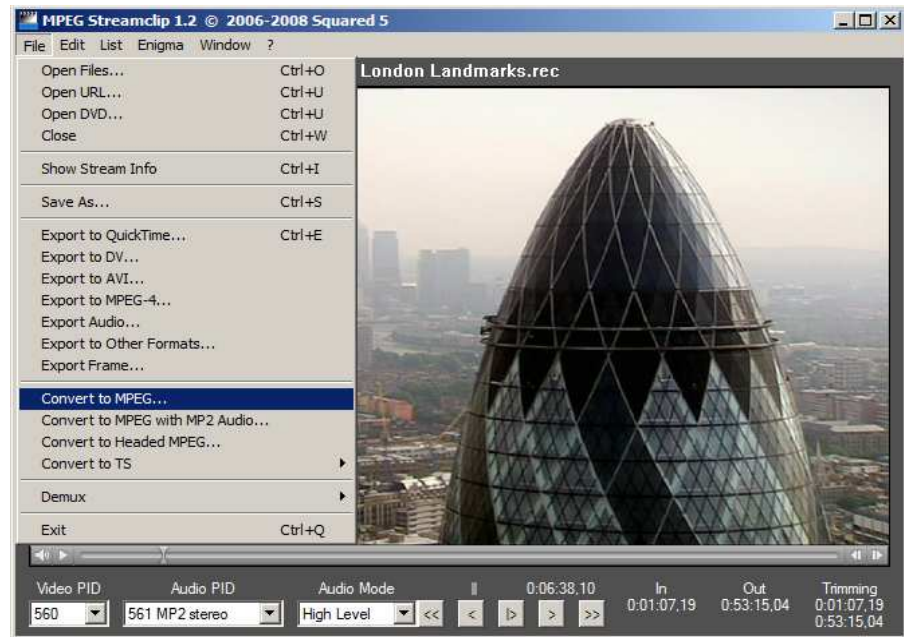 MPEG Streamclip 1.2 © 2006-2008 Squared 5
File Edit List Enigma Window ?
London Landmarks.rec
Open Files... Ctrl+O
Open URL... Ctrl+U
Open DVD... Ctrl+U
Close Ctrl+W
Show Stream Info Ctrl+I
Save As... Ctrl+S
Export to QuickTime... Ctrl+E
Export to DV...
Export to AVI...
Export to MPEG-4...
Export Audio...
Export to Other Formats...
Export Frame...
Convert to MPEG...
Convert to MPEG with MP2 Audio...
Convert to Headed MPEG...
Convert to TS
Demux
Exit Ctrl+Q
Video PID Audio PID Audio Mode 0:06:38,10 In Out Trimming
560 561 MP2 stereo High Level << < |> > >> 0:01:07,19 0:53:15,04 0:01:07,19
0:53:15,04